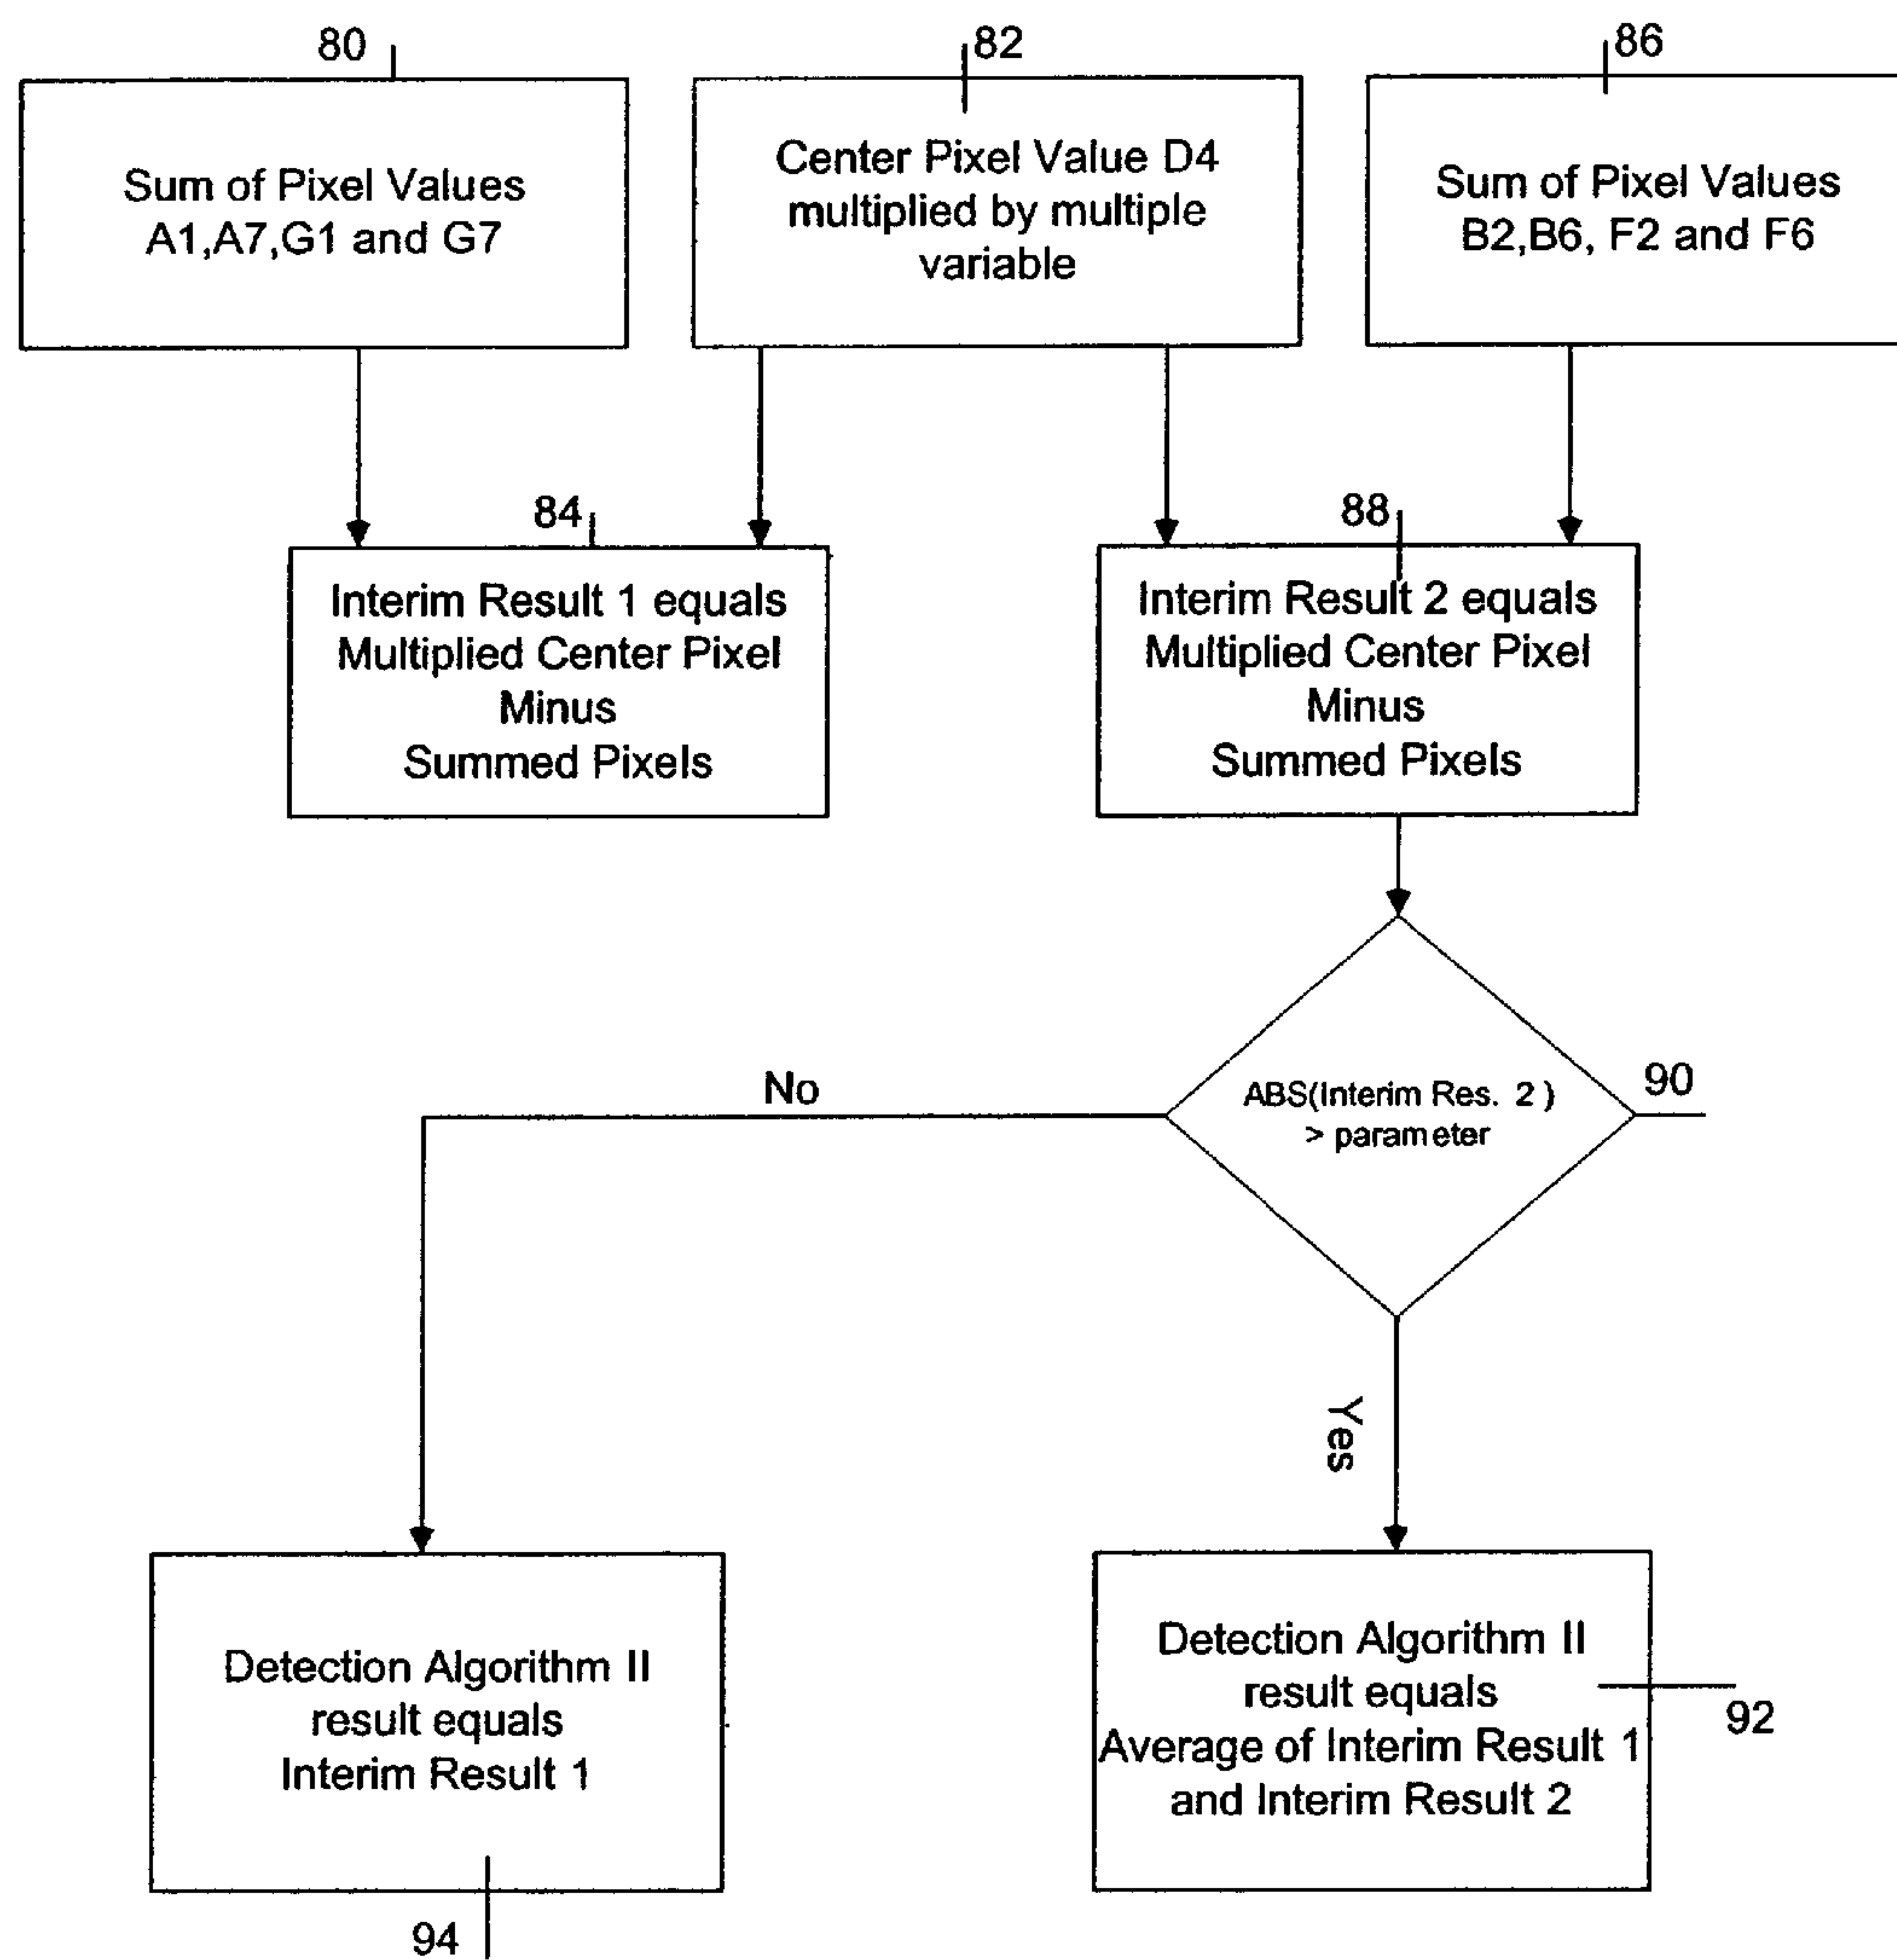 80
82
86
Sum of Pixel Values
A1,A7,G1 and G7
Center Pixel Value D4
multiplied by multiple
variable
Sum of Pixel Values
B2,B6, F2 and F6
84
88
Interim Result 1 equals
Multiplied Center Pixel
Minus
Summed Pixels
Interim Result 2 equals
Multiplied Center Pixel
Minus
Summed Pixels
No
ABS(Interim Res. 2 )
> parameter
90
Yes
Detection Algorithm II
result equals
Interim Result 1
Detection Algorithm II
result equals
Average of Interim Result 1
and Interim Result 2
92
94